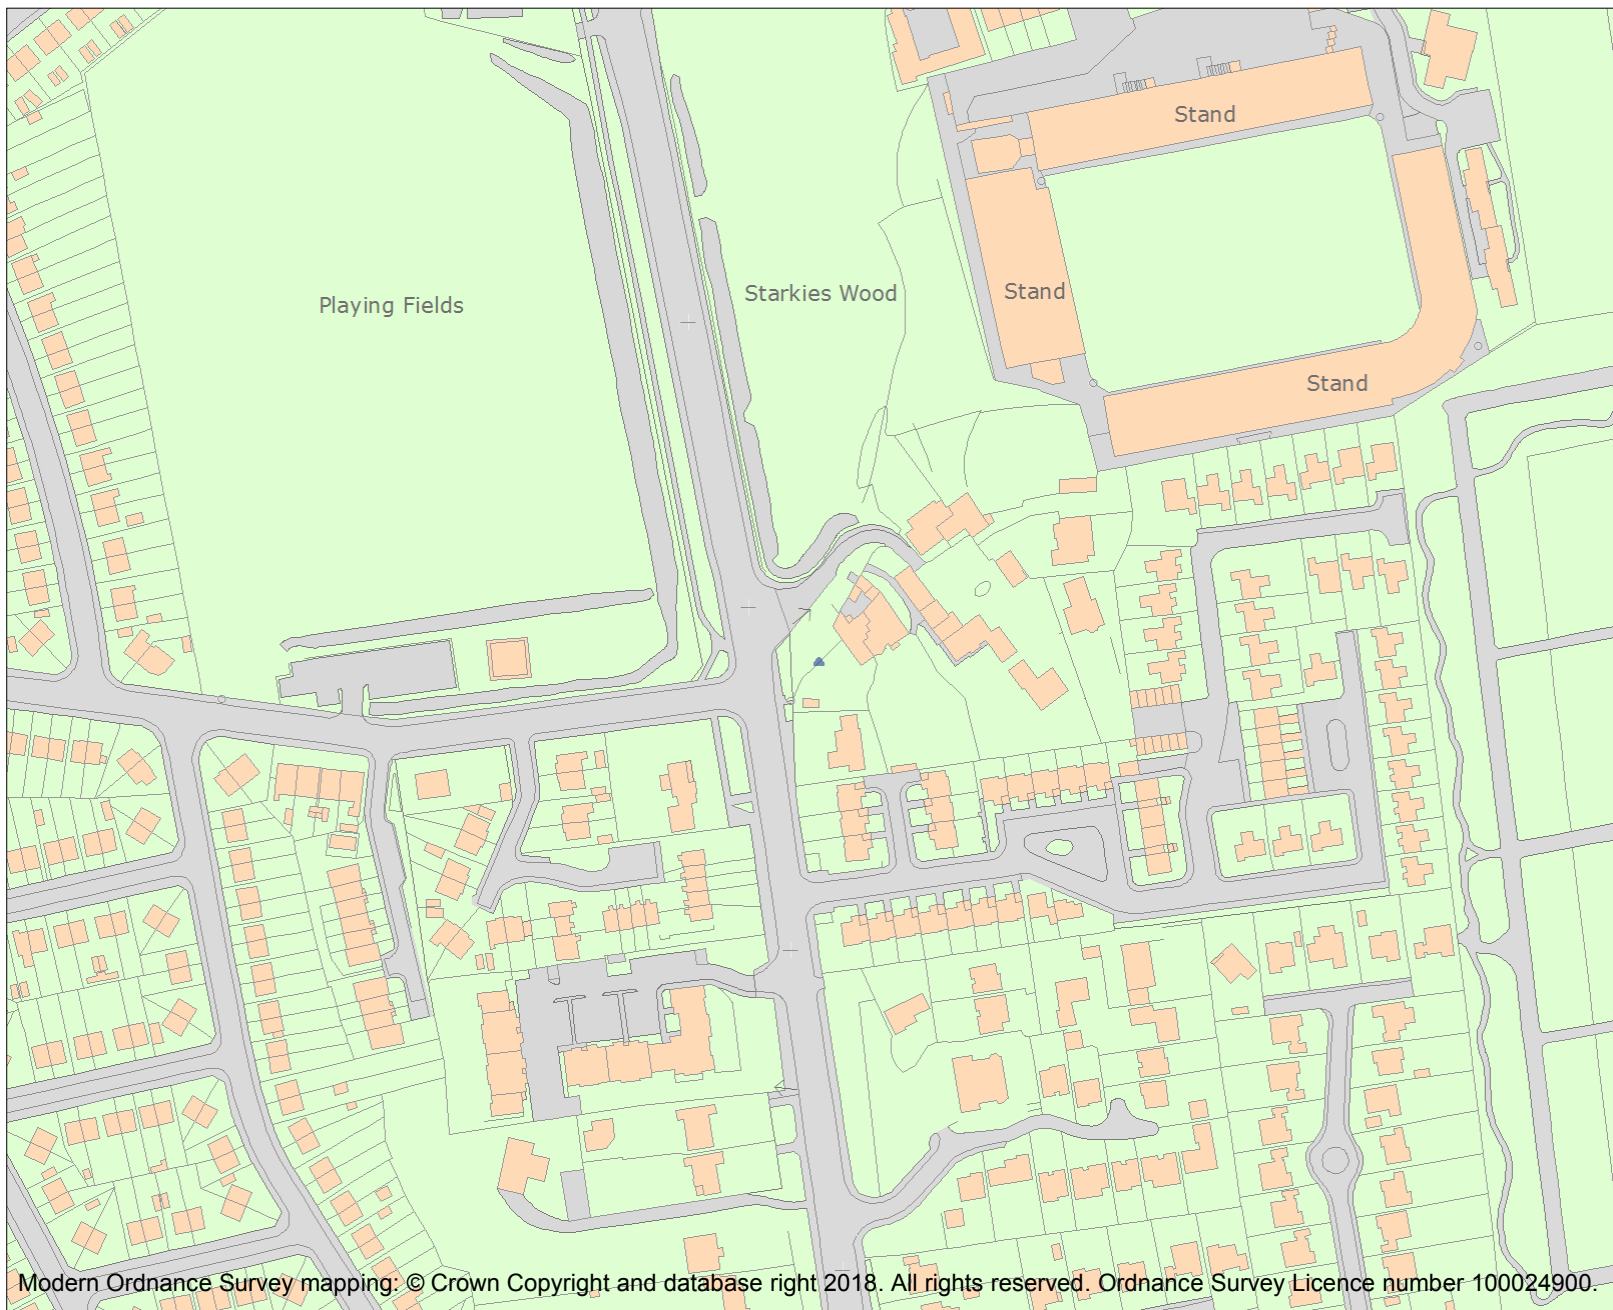 Stand
Playing Fields
Starkies Wood
Stand
Stand
Modern Ordnance Survey mapping: © Crown Copyright and database right 2018. All rights reserved. Ordnance Survey Licence number 100024900.